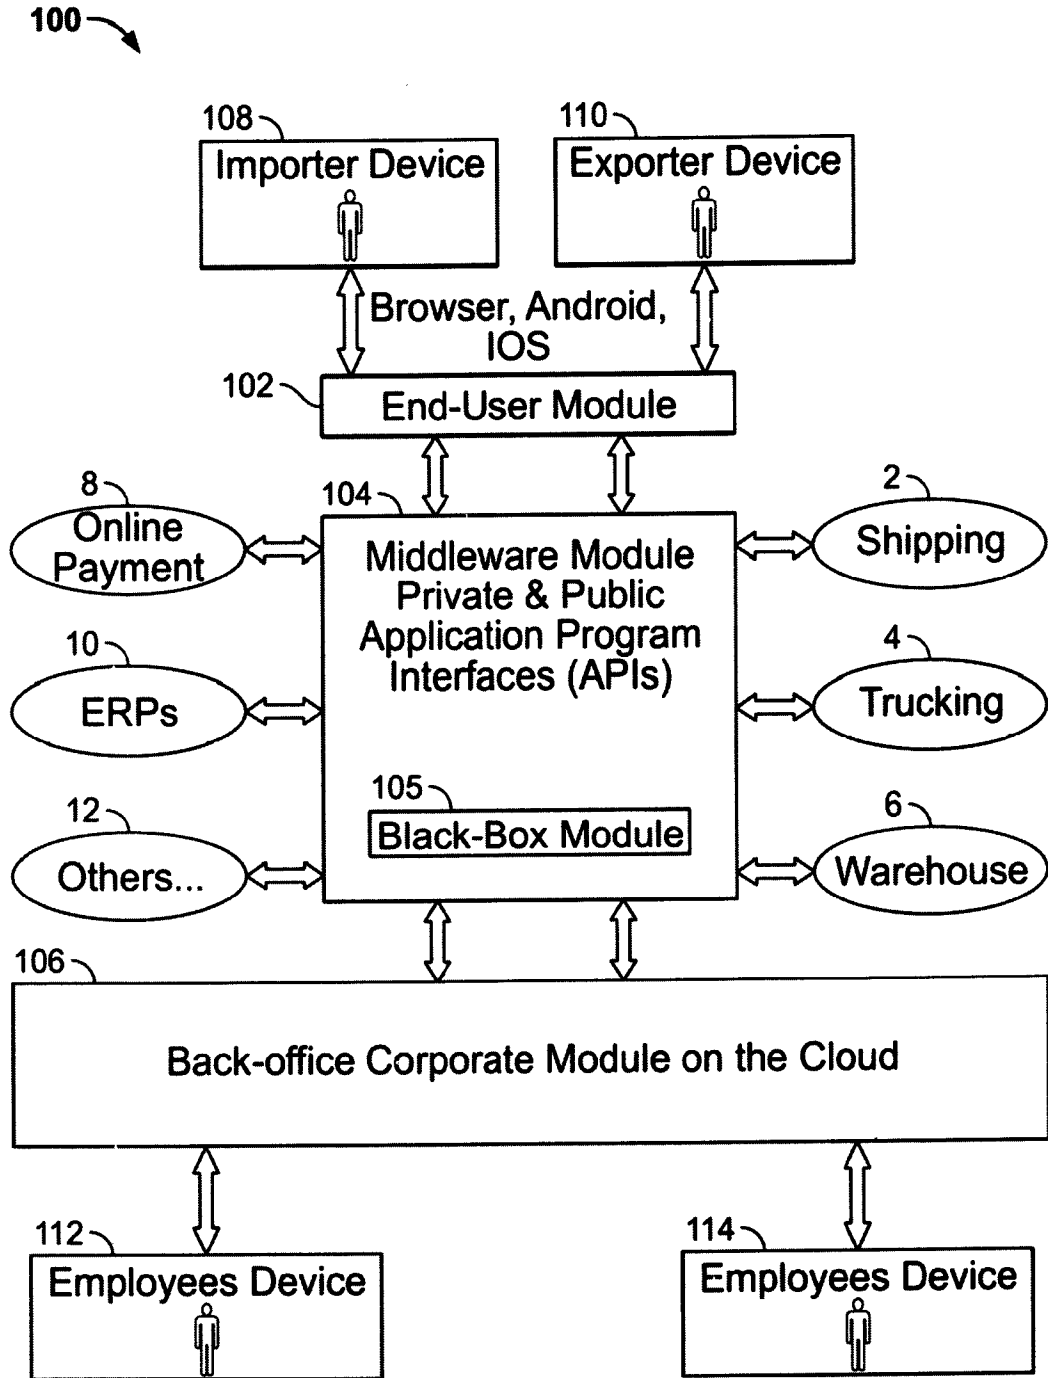 100
108
110
Importer Device
Exporter Device
Browser, Android,
IOS
102
End-User Module
8
104
2
Online
Payment
Shipping
Middleware Module
Private & Public
Application Program
Interfaces (APIs)
10
4
ERPs
Trucking
105
Black-Box Module
12
6
Others...
Warehouse
106
Back-office Corporate Module on the Cloud
112
114
Employees Device
Employees Device